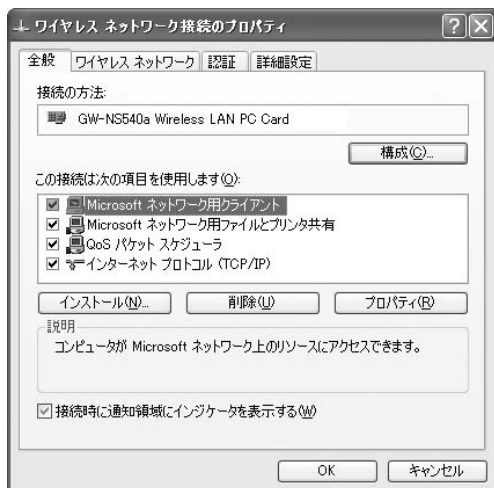 ワイヤレス ネットワーク接続のプロパティ
全般 ワイヤレス ネットワーク 認証 詳細設定
接続の方法:
GW-NS540a Wireless LAN PC Card
構成(C)...
この接続は次の項目を使用します(O):
Microsoft ネットワーク用クライアント
Microsoft ネットワーク用ファイルとプリンタ共有
QoS パケット スケジューラ
インターネット プロトコル (TCP/IP)
インストール(N)... 削除(U) プロパティ(R)
説明
コンピュータが Microsoft ネットワーク上のリソースにアクセスできます。
接続時に通知領域にインジケータを表示する(W)
OK キャンセル